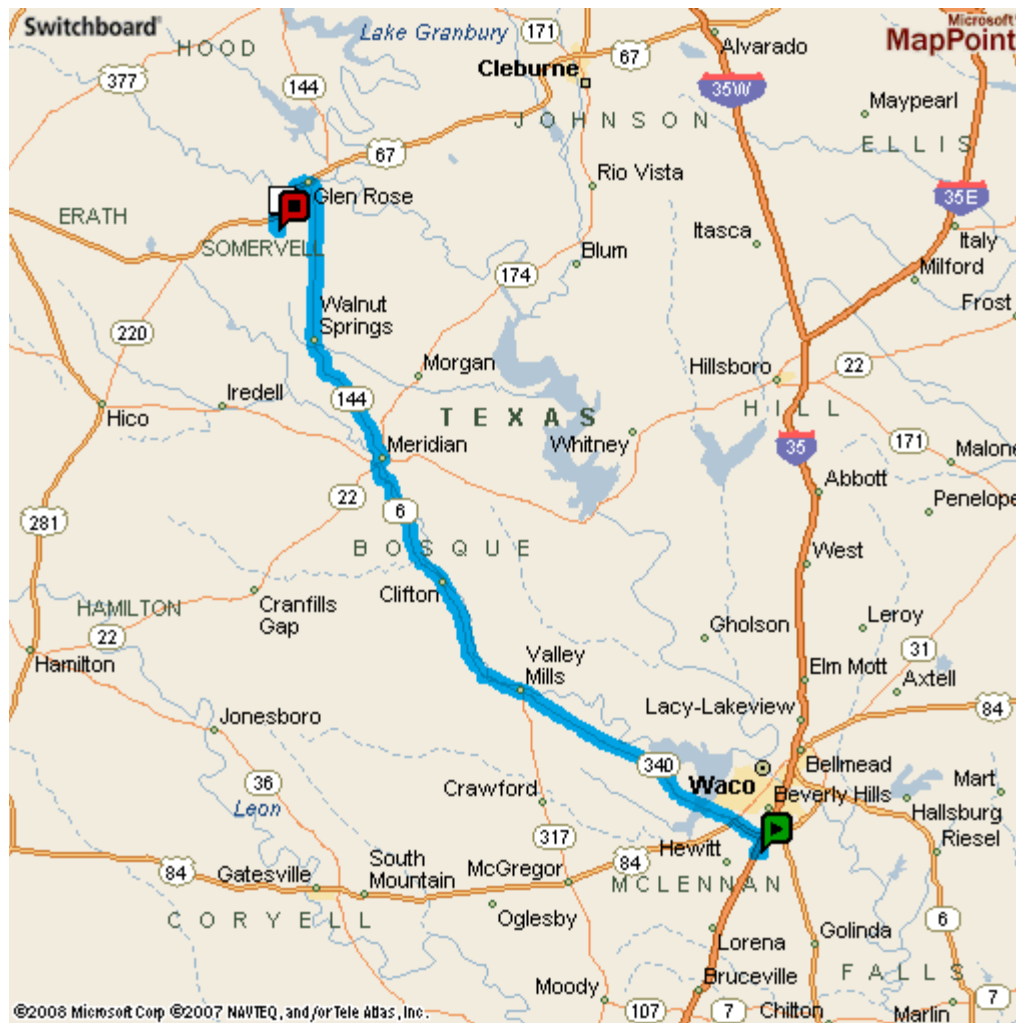 Switchboard®
Microsoft
MapPoint
HOOD
Lake Granbury
171
Alvarado
377
144
Cleburne
67
35W
Maypearl
JOHNSON
ELLIS
67
Rio Vista
Glen Rose
35E
ERATH
Italy
SOMERVELL
Itasca
Blum
Milford
174
Frost
Walnut
Springs
220
Morgan
Hillsboro
22
Iredell
144
Hico
TEXAS
HILL
Whitney
171
Meridian
35
Malone
Abbott
22
Penelope
6
281
BOSQUE
West
Clifton
Cranfills
Gap
HAMILTON
Leroy
22
Gholson
31
Hamilton
Valley
Mills
Elm Mott
Axtell
Lacy-Lakeview
84
Jonesboro
340
Bellmead
36
Waco
Mart
Crawford
Beverly Hills
Leon
Hallsburg
317
Riesel
South
Mountain
Hewitt
84
Gatesville
McGregor
84
MCLENNAN
Oglesby
CORYELL
6
Lorena
Golinda
FALLS
Bruceville
Moody
107
7
Chilton
Marlin
7
©2008 Microsoft Corp ©2007 NAVTEQ, and/or Tele Atlas, Inc.